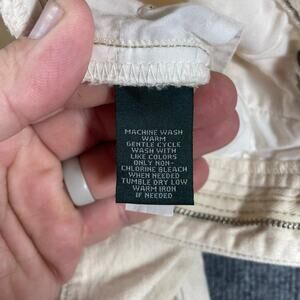 MACHINE WASH
WARM
GENTLE CYCLE
WASH WITH
LIKE COLORS
ONLY NON-
CHLORINE BLEACH
WHEN NEEDED
TUMBLE DRY LOW
WARM IRON
IF NEEDED